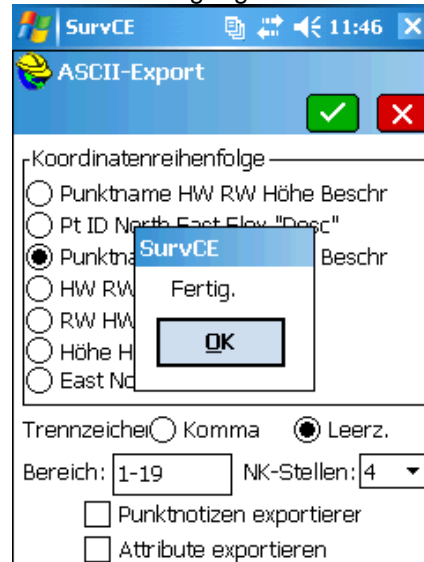 SurvCE 11:46
ASCII-Export
Koordinatenreihenfolge
Punktname HW RW Höhe Beschr
Pt ID North East Elev "Desc"
Punktna Beschr
HW RW
RW HW
Höhe H
East No
SurvCE
Fertig.
OK
Trennzeichei Komma Leerz.
Bereich: 1-19 NK-Stellen: 4
Punktnotizen exportierer
Attribute exportieren